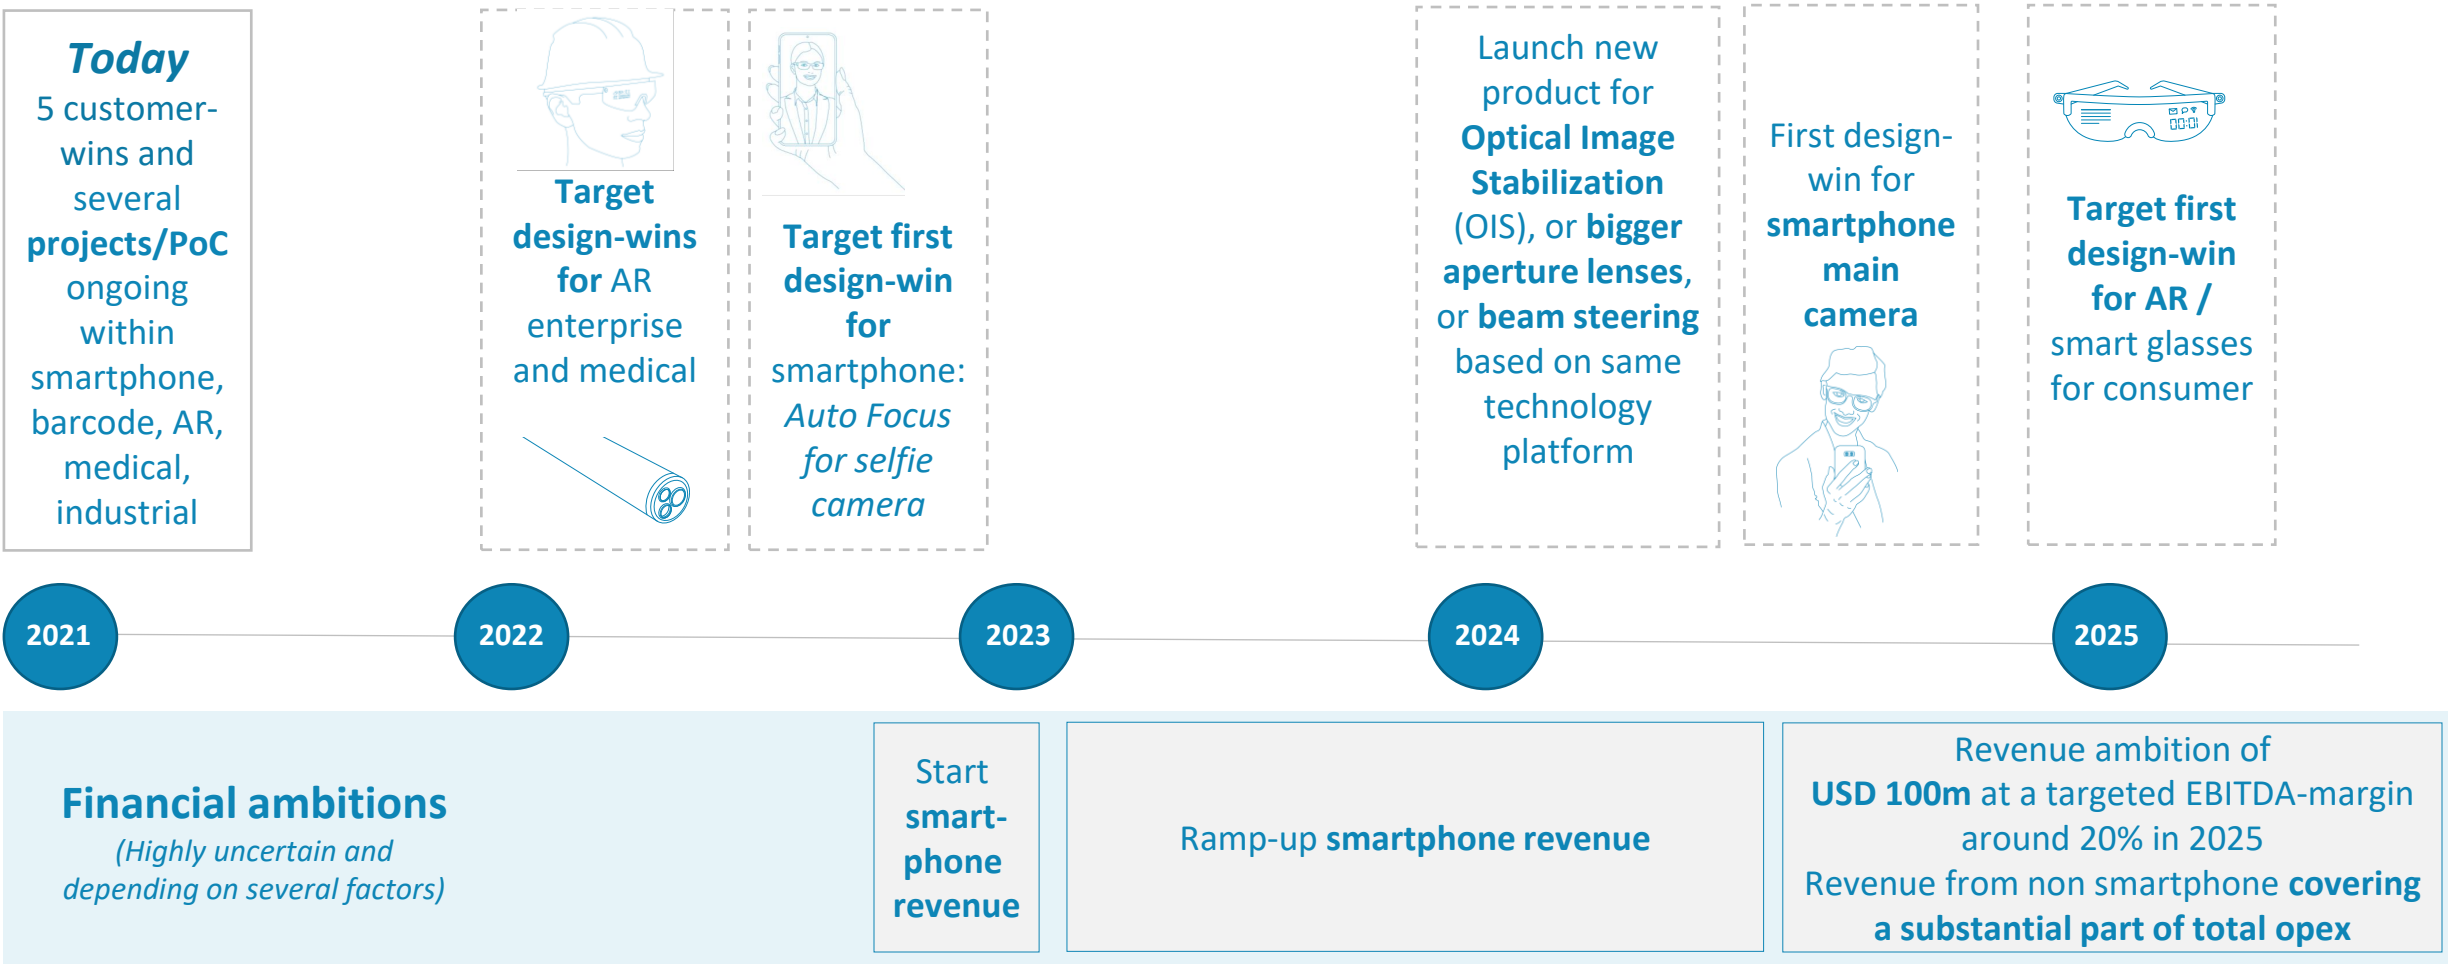 Today
5 customer-
wins and
several
projects/PoC
ongoing
within
smartphone,
barcode, AR,
medical,
industrial
Target
design-wins
for AR
enterprise
and medical
Target first
design-win
for
smartphone:
Auto Focus
for selfie
camera
Launch new
product for
Optical Image
Stabilization
(OIS), or bigger
aperture lenses,
or beam steering
based on same
technology
platform
First design-
win for
smartphone
main
camera
00:01
Target first
design-win
for AR /
smart glasses
for consumer
2021
2022
2023
2024
2025
Financial ambitions
(Highly uncertain and
depending on several factors)
Start
smart-
phone
revenue
Ramp-up smartphone revenue
Revenue ambition of
USD 100m at a targeted EBITDA-margin
around 20% in 2025
Revenue from non smartphone covering
a substantial part of total opex